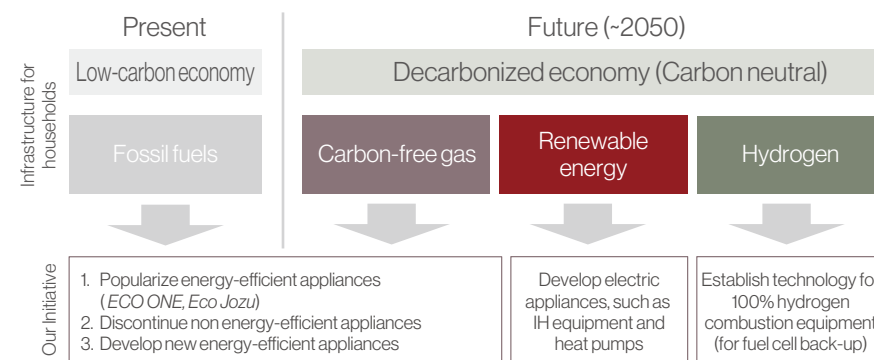 Present
Future (~2050)
Infrastructure for
households
Low-carbon economy
Decarbonized economy (Carbon neutral)
Fossil fuels
Carbon-free gas
Renewable
energy
Hydrogen
Our Initiative
1. Popularize energy-efficient appliances
(ECO ONE, Eco Jozu)
2. Discontinue non energy-efficient appliances
3. Develop new energy-efficient appliances
Develop electric
appliances, such as
IH equipment and
heat pumps
Establish technology fo
100% hydrogen
combustion equipment
(for fuel cell back-up)